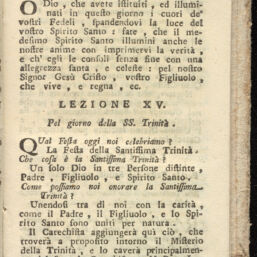 O Dio, che avere istituti, ed illumi-
nati in questo giorno i cuori de'
vostri Fedeli, spandendovi la luce del
vostro Spirito Santo: fate, che il me-
desimo Spirito Santo illumini anche le
nostre anime con imprimervi la verità,
e ch' egli le consoli senza fine con una
allegrezza santa, e celeste: pel nostro
Signor Gesù Cristo, vostro Figliuolo,
che vive, e regna, ec.
LEZIONE XV.
Pel giorno della SS. Trinità.
Qual Festa oggi noi celebriamo?
La Festa della Santissima Trinità.
Che cosa è la Santissima Trinità?
Un solo Dio in tre Persone distinte,
Padre, Figliuolo, e Spirito Santo.
Come possiamo noi onorare la Santissima
Trinità?
Unendosi tra di noi con la carità,
come il Padre, il Figliuolo, e lo Spi-
rito Santo sono uniti per natura.
Il Catechista aggiungerà quì ciò, che
troverà a proposito intorno il Misterio
della Trinità, e lo caverà principalmen-